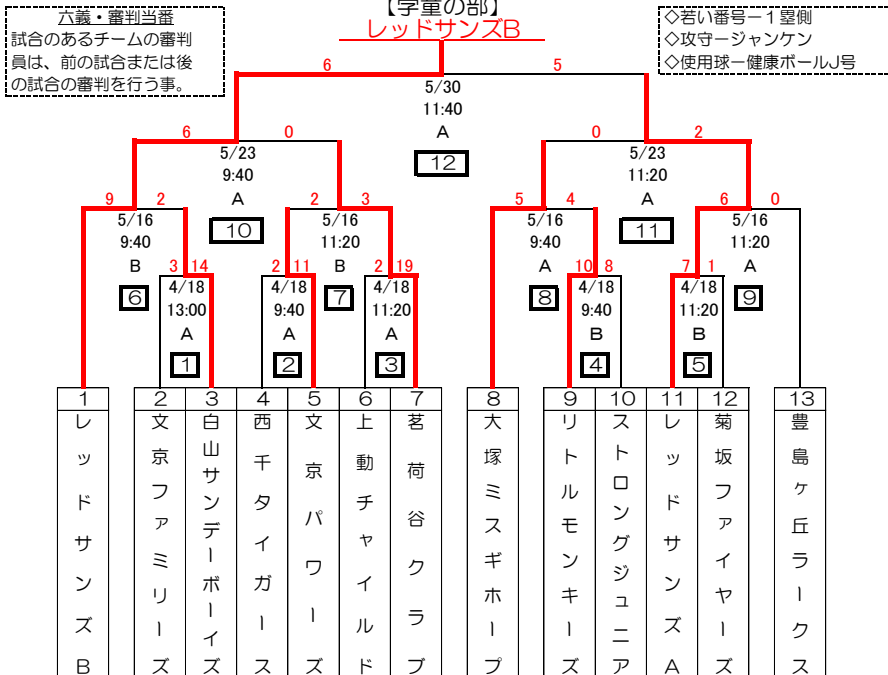 【学童の部】
レッドサンズB
六義・審判当番
試合のあるチームの審判
員は、前の試合または後
の試合の審判を行う事。
◇若い番号－１塁側
◇攻守－ジャンケン
◇使用球－健康ボールJ号
6 5
5/30
11:40
A
12
6 0 0 2
5/23 5/23
9:40 11:20
A A
10 11
9 2 2 3 5 4 6 0
5/16 5/16 5/16 5/16
9:40 11:20 9:40 11:20
B B A A
6 7 8 9
3 14 2 11 2 19 10 8 7 1
4/18 4/18 4/18 4/18 4/18
13:00 9:40 11:20 9:40 11:20
A A A B B
1 2 3 4 5
1 2 3 4 5 6 7 8 9 10 11 12 13
レッドサンズB
文京ファミリーズ
白山サンデーボーイズ
西千タイガース
文京パワーズ
上動チャイルド
茗荷谷クラブ
大塚ミスギホープ
リトルモンキーズ
ストロングジュニア
レッドサンズA
菊坂ファイヤーズ
豊島ヶ丘ラークス